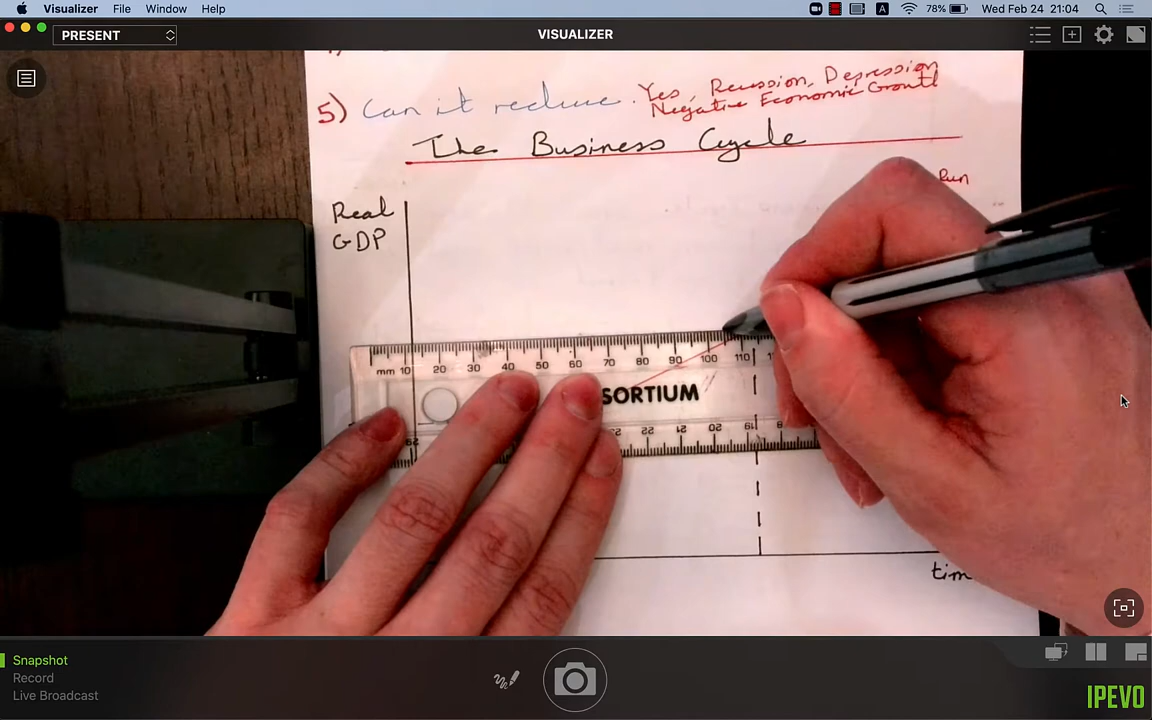 Visualizer File Window Help 78% Wed Feb 24 21:04
PRESENT
VISUALIZER
5) Can it reduce. Yes, Recession, Depression
Negative Economic Growth
The Business Cycle
Run
Real
GDP
mm 10 20 30 40 50 60 70 80 90 100 110
SORTIUM
tim
Snapshot
Record
Live Broadcast
IPEVO